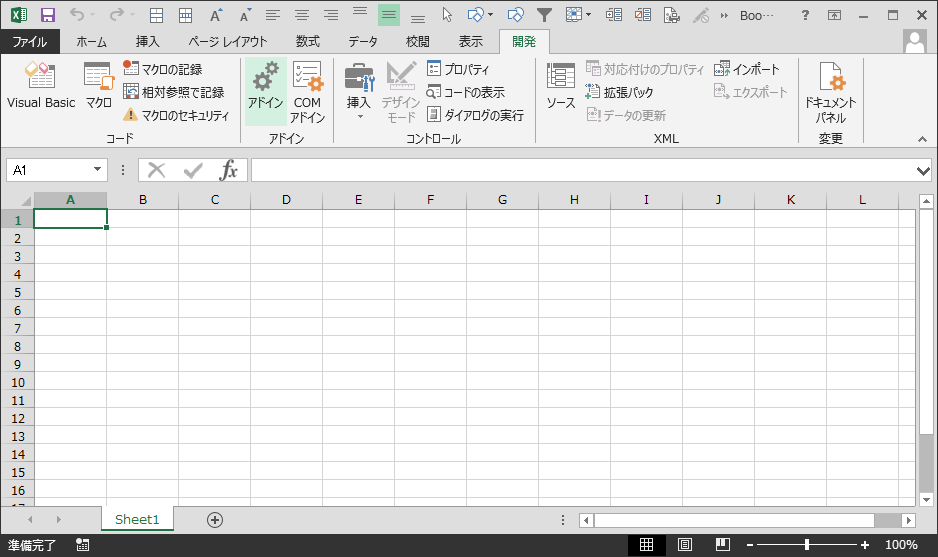 Boo…
ファイル ホーム 挿入 ページ レイアウト 数式 データ 校閲 表示 開発
Visual Basic
マクロ
マクロの記録
相対参照で記録
マクロのセキュリティ
コード
アドイン
COM
アドイン
アドイン
挿入
デザイン
モード
プロパティ
コードの表示
ダイアログの実行
コントロール
ソース
対応付けのプロパティ
拡張パック
データの更新
インポート
エクスポート
XML
ドキュメント
パネル
変更
A1
fx
A B C D E F G H I J K L
1
2
3
4
5
6
7
8
9
10
11
12
13
14
15
16
17
Sheet1
準備完了
100%